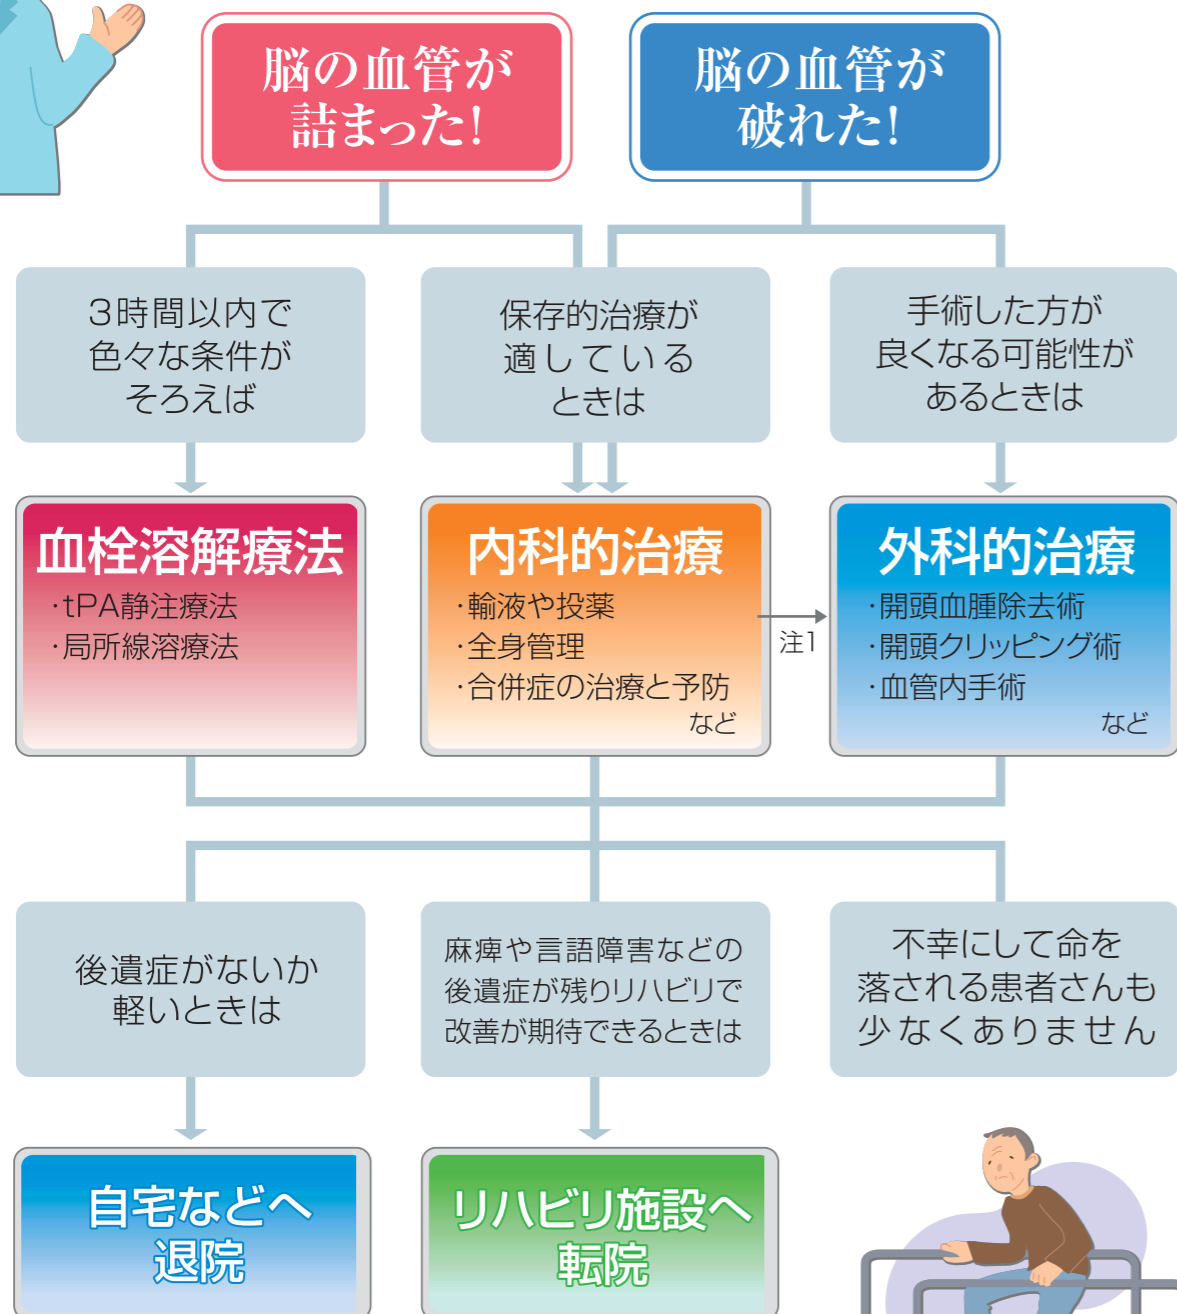 脳の血管が
詰まった!
脳の血管が
破れた!
3時間以内で
色々な条件が
そろえば
保存的治療が
適している
ときは
手術した方が
良くなる可能性が
あるときは
血栓溶解療法
・tPA静注療法
・局所線溶療法
内科的治療
・輸液や投薬
・全身管理
・合併症の治療と予防
など
注1
外科的治療
・開頭血腫除去術
・開頭クリッピング術
・血管内手術
など
後遺症がないか
軽いときは
麻痺や言語障害などの
後遺症が残りリハビリで
改善が期待できるときは
不幸にして命を
落される患者さんも
少なくありません
自宅などへ
退院
リハビリ施設へ
転院